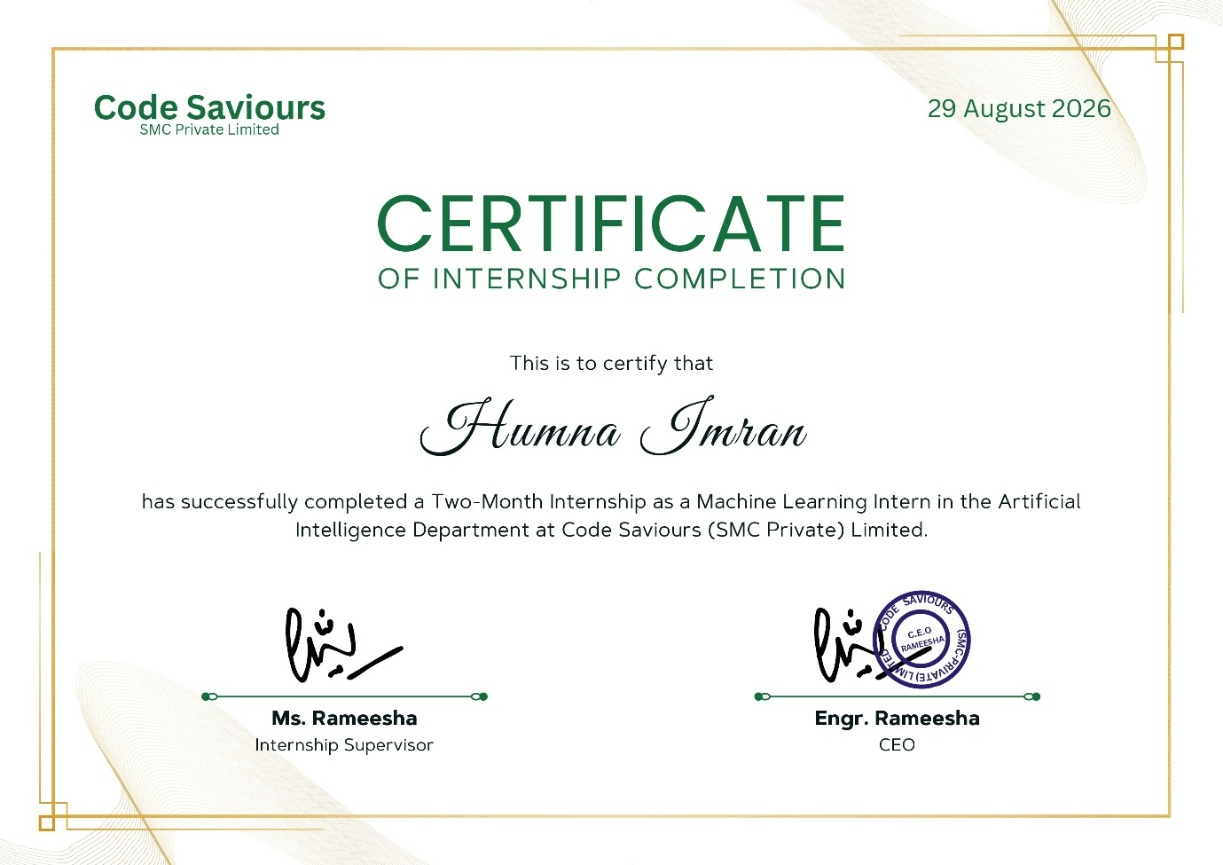 Code Saviours
SMC Private Limited
29 August 2026
CERTIFICATE
OF INTERNSHIP COMPLETION
This is to certify that
Humna Imran
has successfully completed a Two-Month Internship as a Machine Learning Intern in the Artificial
Intelligence Department at Code Saviours (SMC Private) Limited.
CODE SAVIOURS (SMC-PRIVATE) LIMITED
C.E.O
RAMEESHA
Ms. Rameesha
Internship Supervisor
Engr. Rameesha
CEO